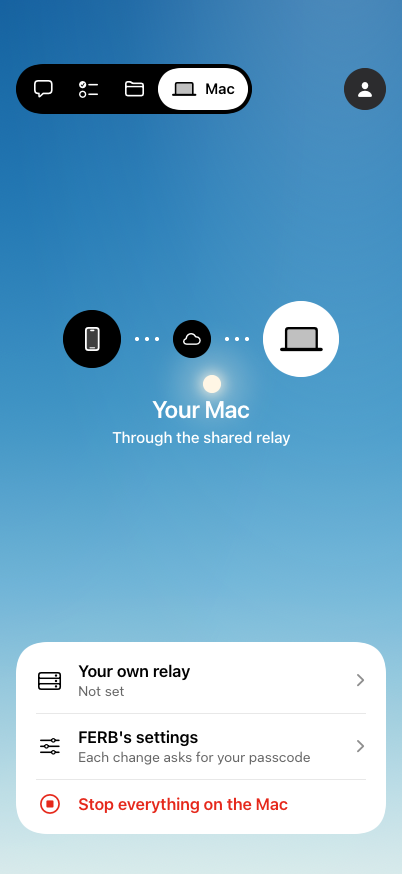 Mac
Your Mac
Through the shared relay
Your own relay
Not set
FERB's settings
Each change asks for your passcode
Stop everything on the Mac